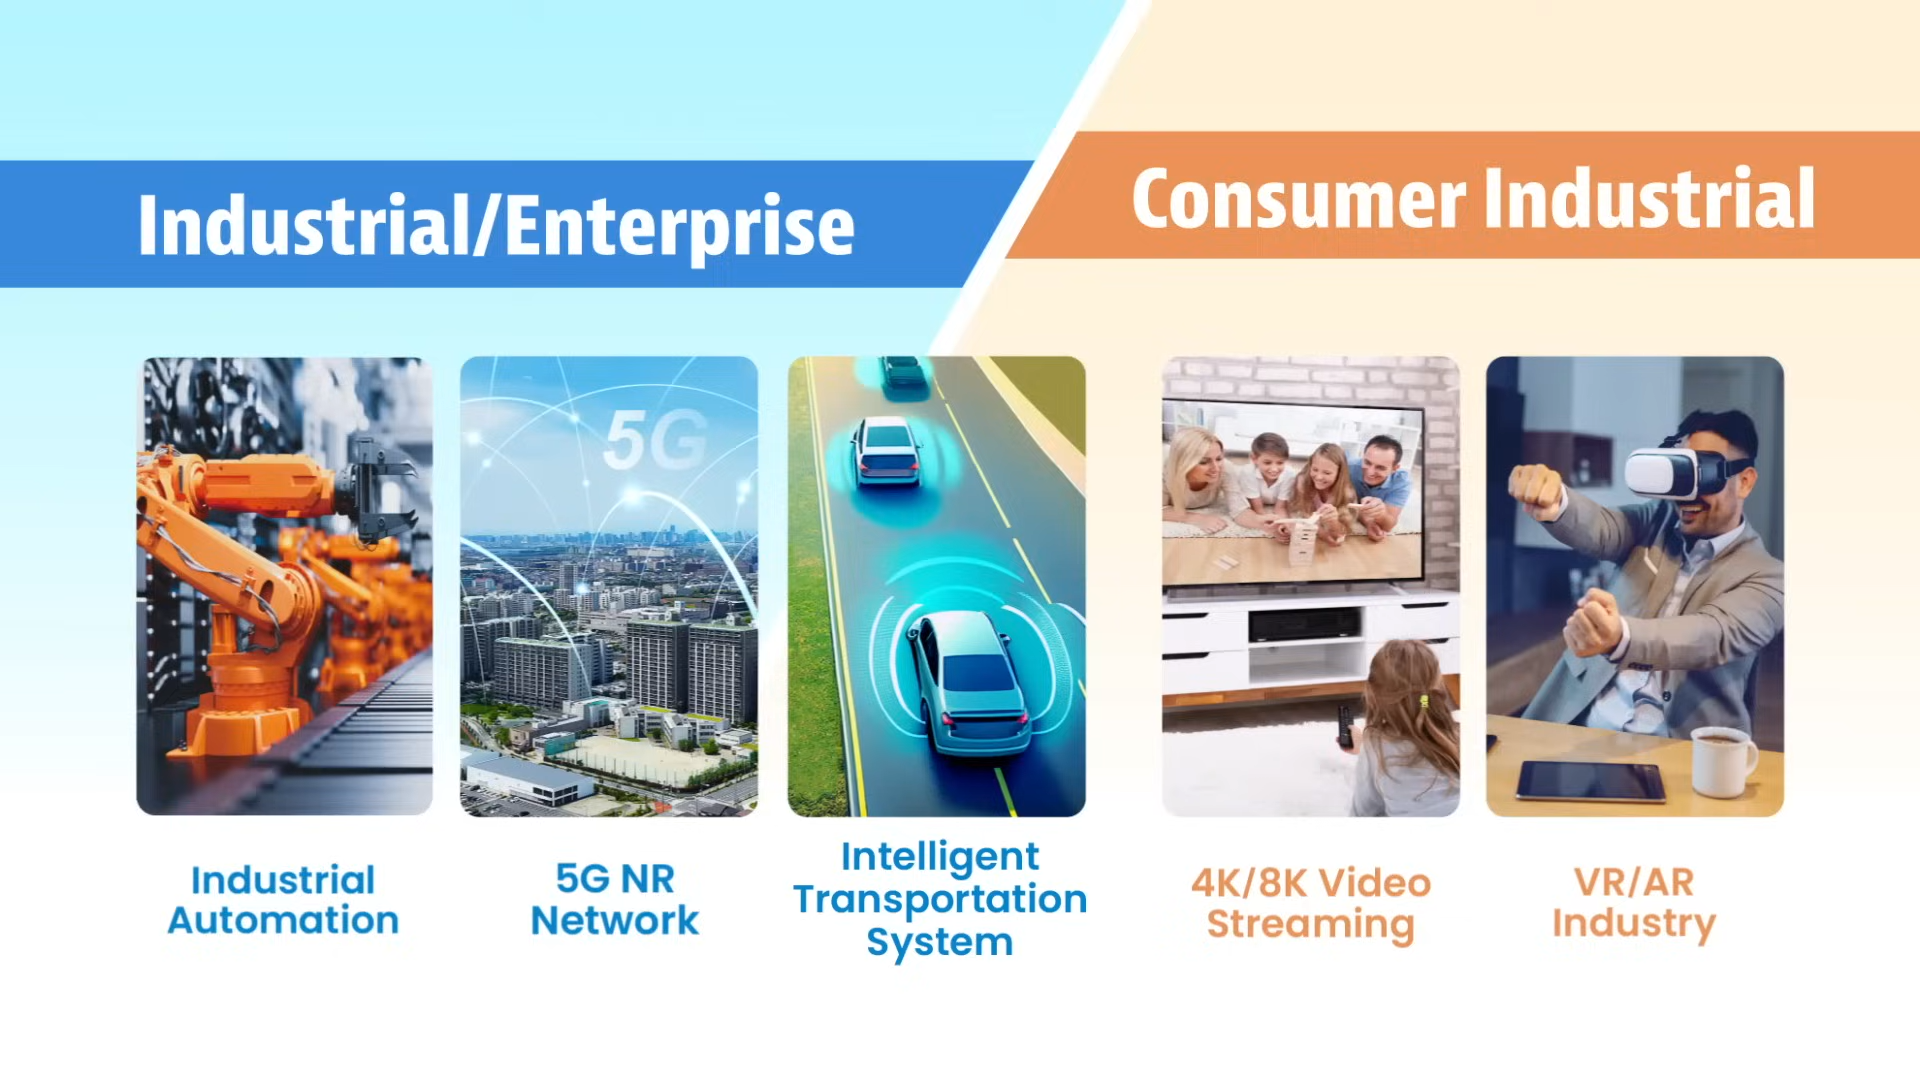 Industrial/Enterprise
Consumer Industrial
5G
Industrial
Automation
5G NR
Network
Intelligent
Transportation
System
4K/8K Video
Streaming
VR/AR
Industry